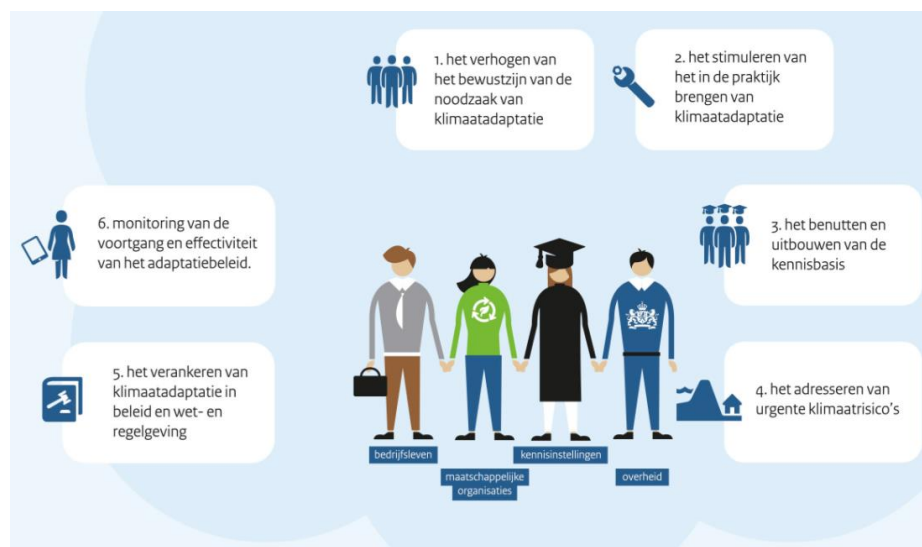 1. het verhogen van
het bewustzijn van de
noodzaak van
klimaatadaptatie
2. het stimuleren van
het in de praktijk
brengen van
klimaatadaptatie
3. het benutten en
uitbouwen van de
kennisbasis
4. het adresseren van
urgente klimaatrisico's
5. het verankeren van
klimaatadaptatie in
beleid en wet- en
regelgeving
6. monitoring van de
voortgang en effectiviteit
van het adaptatiebeleid.
bedrijfsleven
maatschappelijke
organisaties
kennisinstellingen
overheid